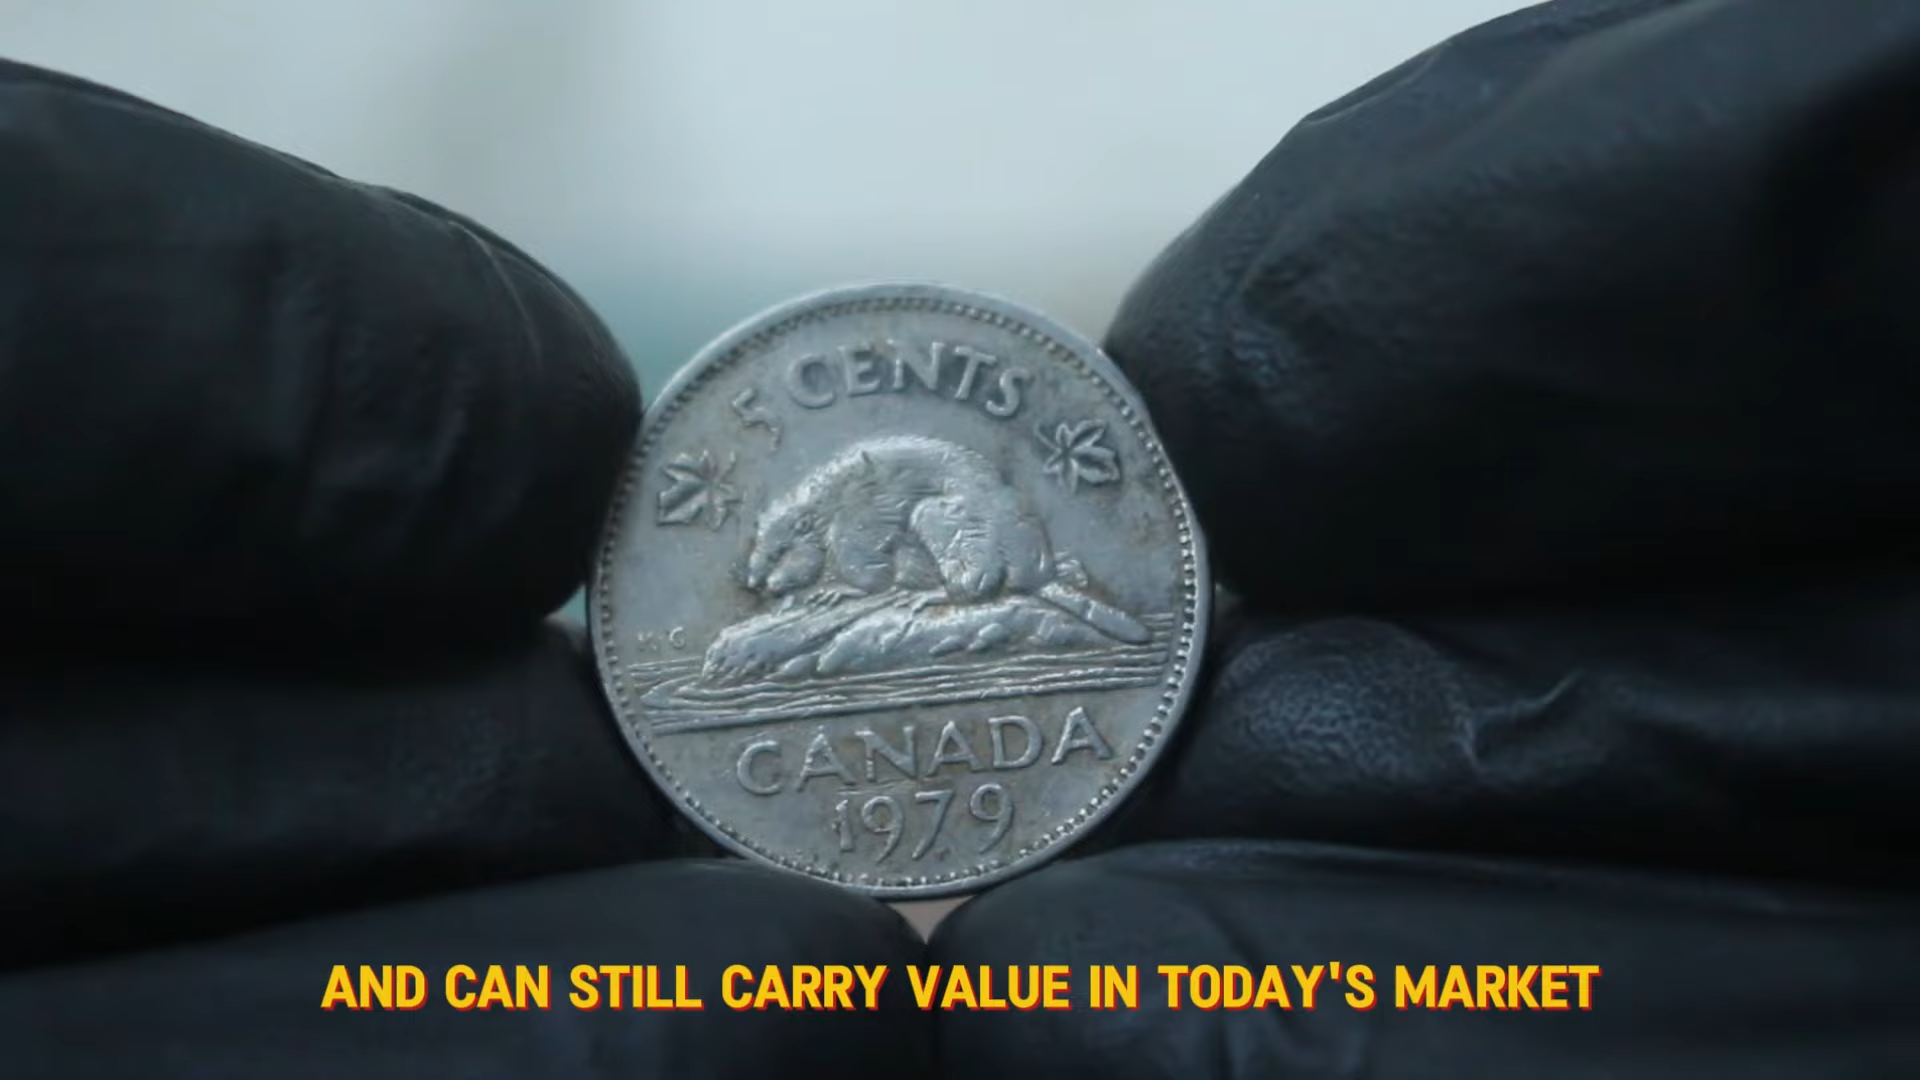 5 CENTS
K·G
CANADA
1979
AND CAN STILL CARRY VALUE IN TODAY'S MARKET